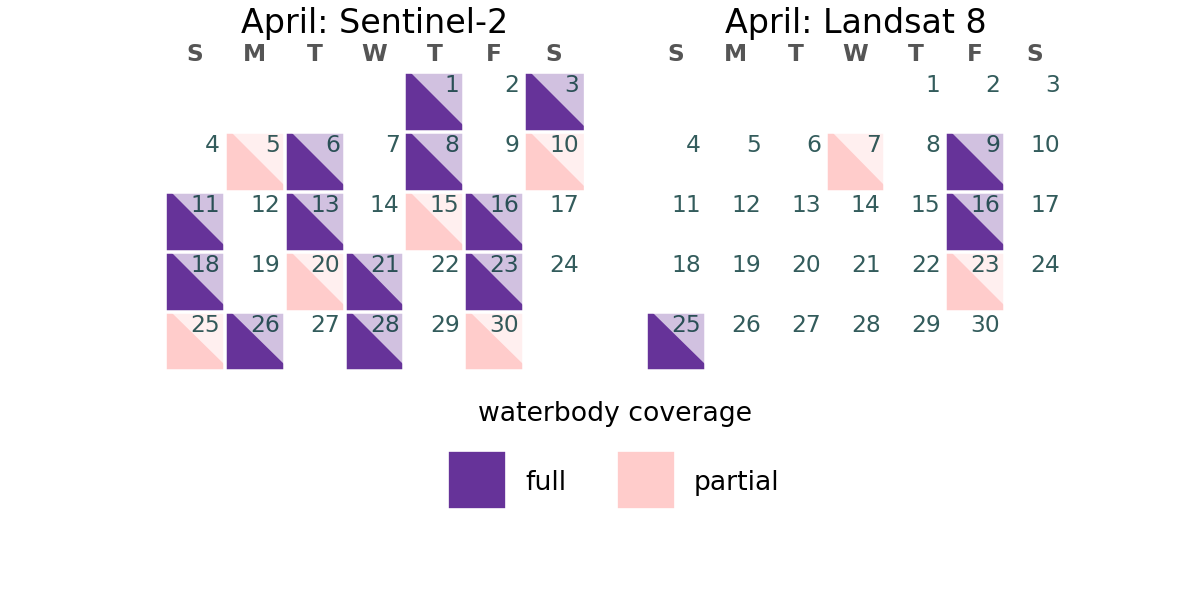 April: Sentinel-2
S M T W T F S
1 2 3
4 5 6 7 8 9 10
11 12 13 14 15 16 17
18 19 20 21 22 23 24
25 26 27 28 29 30
April: Landsat 8
S M T W T F S
1 2 3
4 5 6 7 8 9 10
11 12 13 14 15 16 17
18 19 20 21 22 23 24
25 26 27 28 29 30
waterbody coverage
full
partial